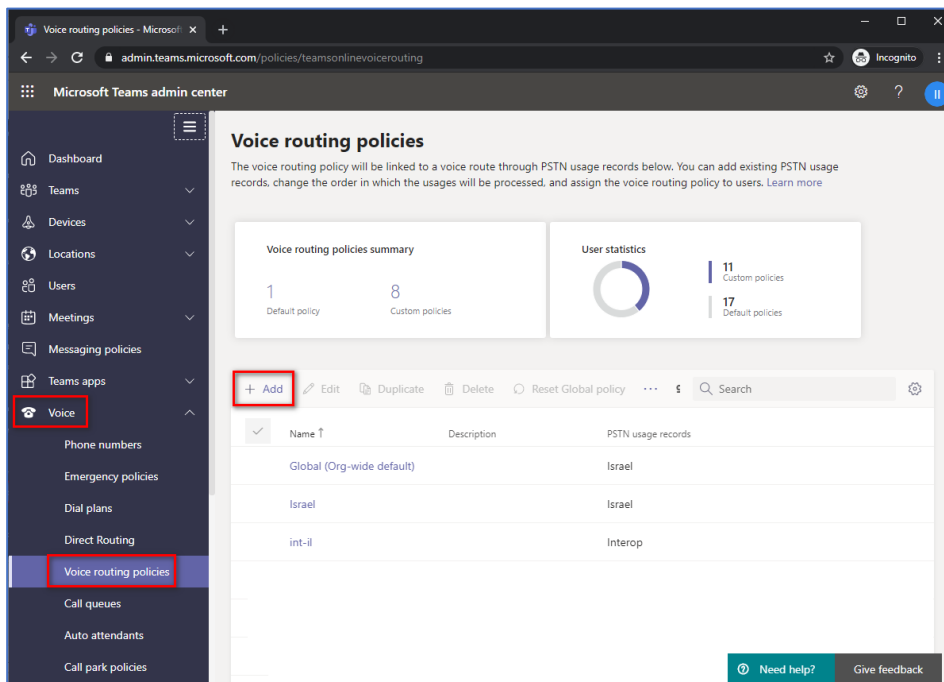 Voice routing policies - Microsoft
admin.teams.microsoft.com/policies/teamsonlinevoicerouting
Incognito
Microsoft Teams admin center
?
II
Dashboard
Teams
Devices
Locations
Users
Meetings
Messaging policies
Teams apps
Voice
Phone numbers
Emergency policies
Dial plans
Direct Routing
Voice routing policies
Call queues
Auto attendants
Call park policies
Voice routing policies
The voice routing policy will be linked to a voice route through PSTN usage records below. You can add existing PSTN usage
records, change the order in which the usages will be processed, and assign the voice routing policy to users. Learn more
Voice routing policies summary
1
Default policy
8
Custom policies
User statistics
11
Custom policies
17
Default policies
+ Add
Edit
Duplicate
Delete
Reset Global policy
...
Search
Name ↑ Description PSTN usage records
Global (Org-wide default) Israel
Israel Israel
int-il Interop
Need help?
Give feedback